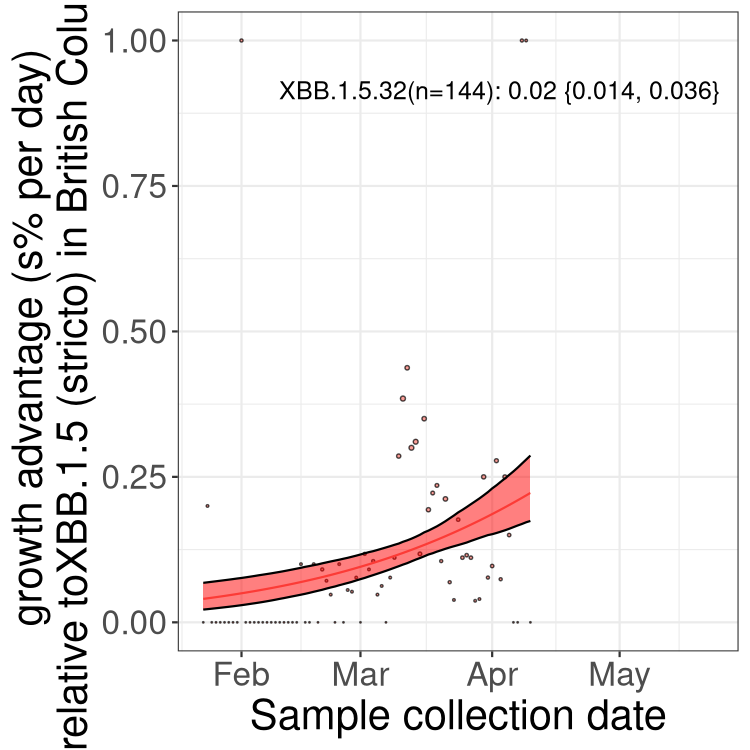 growth advantage (s% per day)
relative toXBB.1.5 (stricto) in British Colu
1.00
0.75
0.50
0.25
0.00
XBB.1.5.32(n=144): 0.02 {0.014, 0.036}
Feb Mar Apr May
Sample collection date